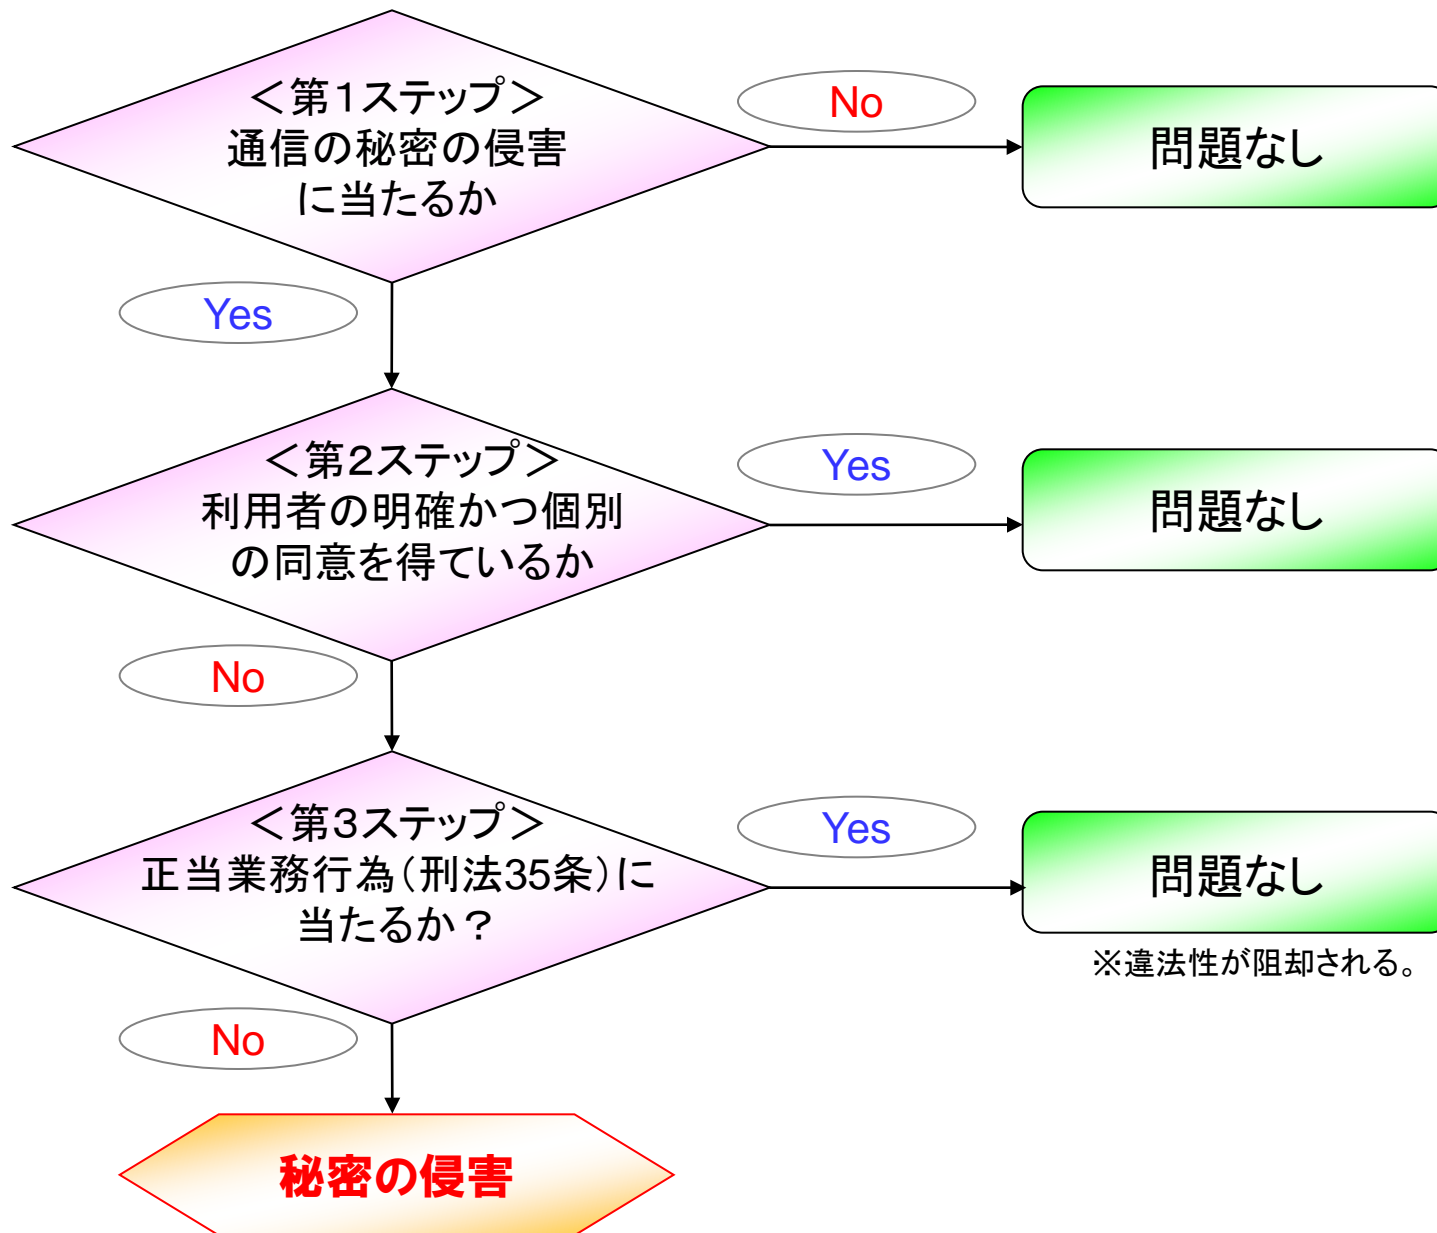 ＜第１ステップ＞
通信の秘密の侵害
に当たるか
No
問題なし
Yes
＜第２ステップ＞
利用者の明確かつ個別
の同意を得ているか
Yes
問題なし
No
＜第３ステップ＞
正当業務行為（刑法35条）に
当たるか？
Yes
問題なし
※違法性が阻却される。
No
秘密の侵害